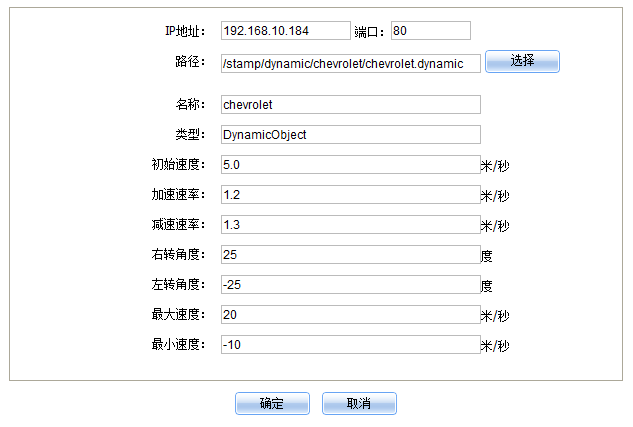 IP地址： 192.168.10.184 端口： 80
路径： /stamp/dynamic/chevrolet/chevrolet.dynamic 选择
名称： chevrolet
类型： DynamicObject
初始速度： 5.0 米/秒
加速速率： 1.2 米/秒
减速速率： 1.3 米/秒
右转角度： 25 度
左转角度： -25 度
最大速度： 20 米/秒
最小速度： -10 米/秒
确定 取消